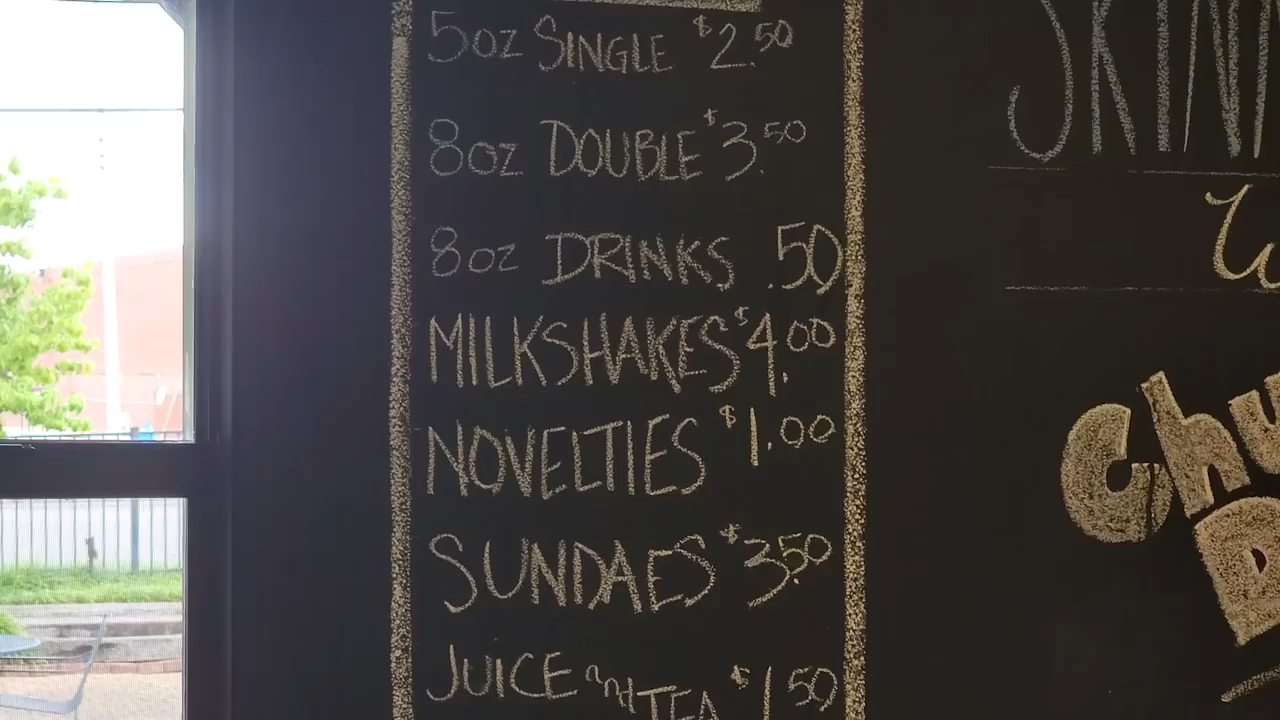 5oz SINGLE $2.50
8oz DOUBLE $3.50
8oz DRINKS .50
MILKSHAKES $4.00
NOVELTIES $1.00
SUNDAES $3.50
JUICE and TEA $1.50